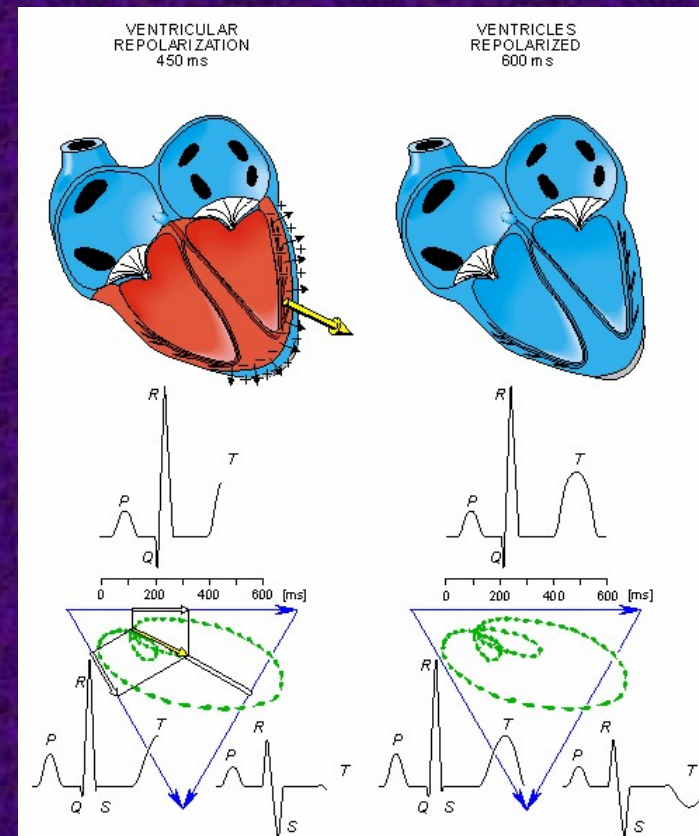 VENTRICULAR
REPOLARIZATION
450 ms
VENTRICLES
REPOLARIZED
600 ms
R
T
P
Q
R
T
P
Q
0 200 400 600 [ms]
0 200 400 600 [ms]
R
P
T
Q S
R
P
T
S
R
P
T
Q S
R
P
T
S